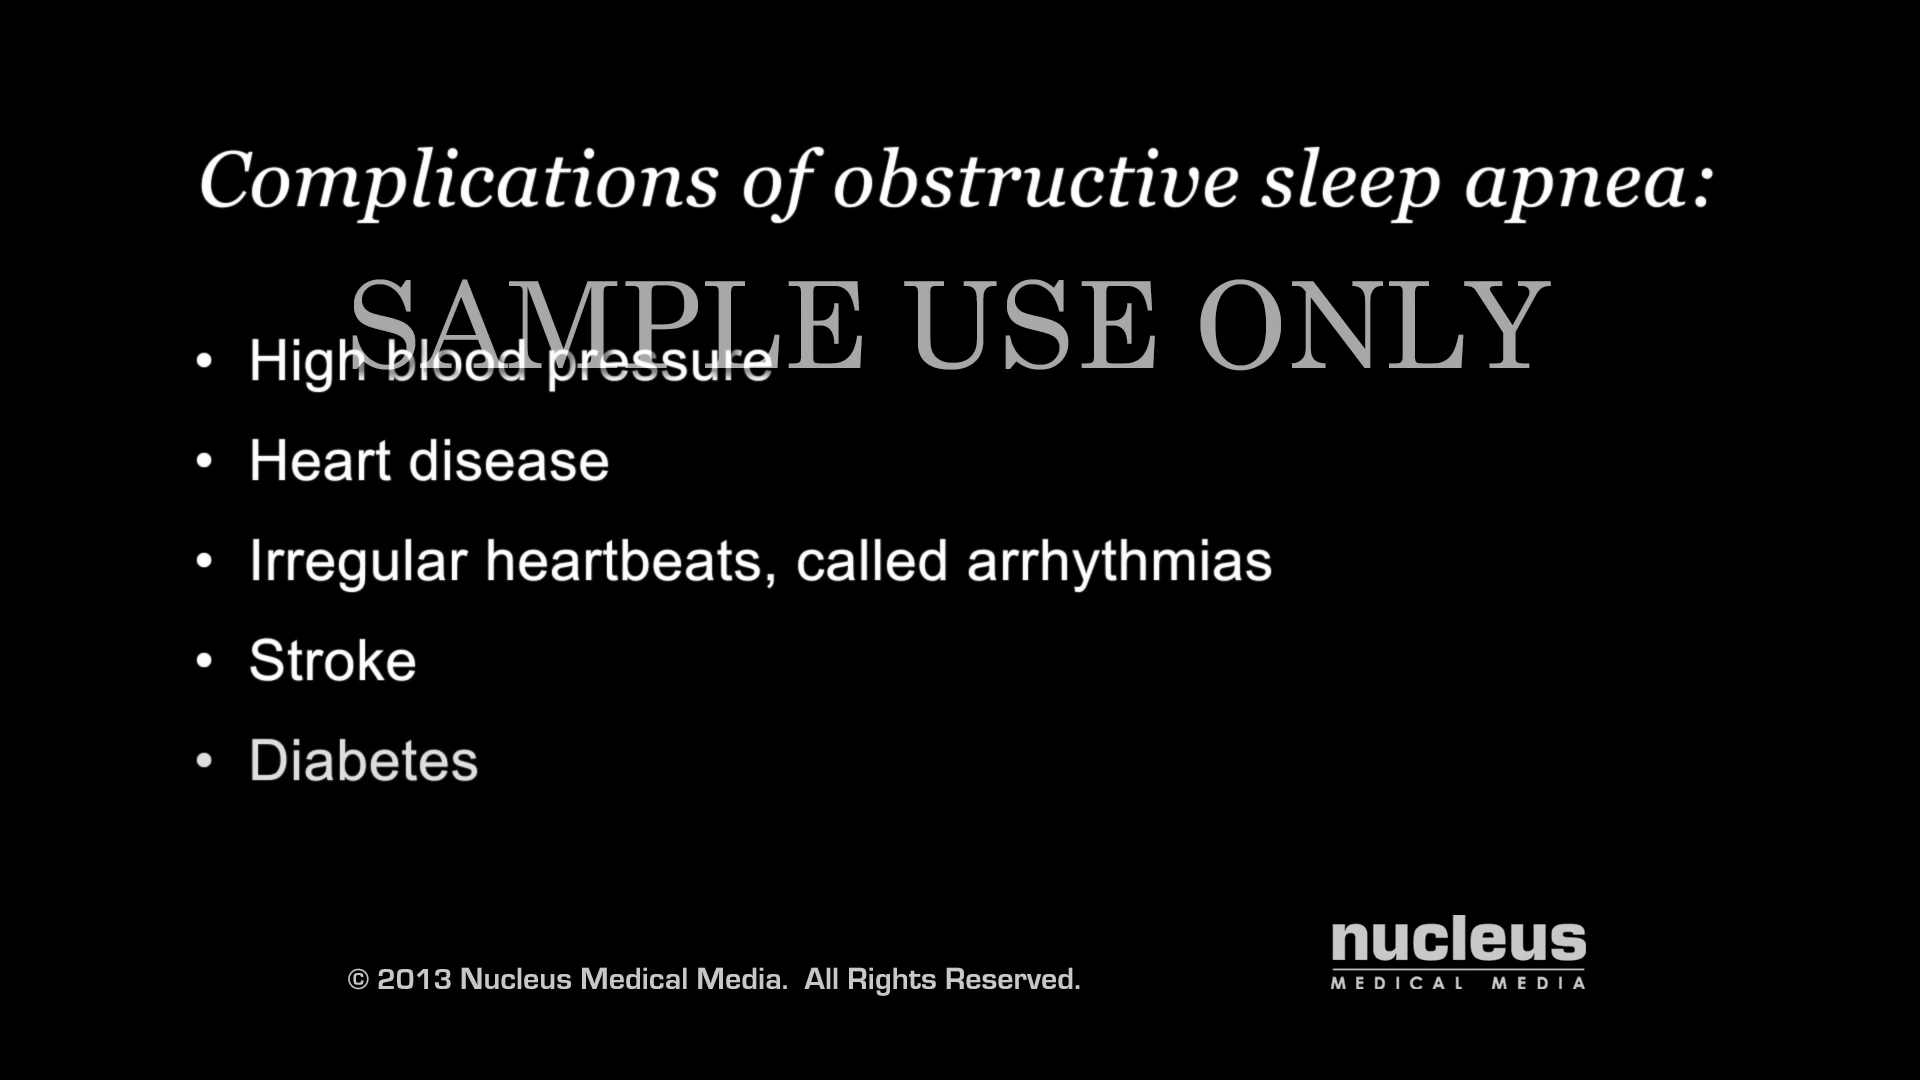 Complications of obstructive sleep apnea:
SAMPLE USE ONLY
• High blood pressure
• Heart disease
• Irregular heartbeats, called arrhythmias
• Stroke
• Diabetes
nucleus
MEDICAL MEDIA
© 2013 Nucleus Medical Media. All Rights Reserved.